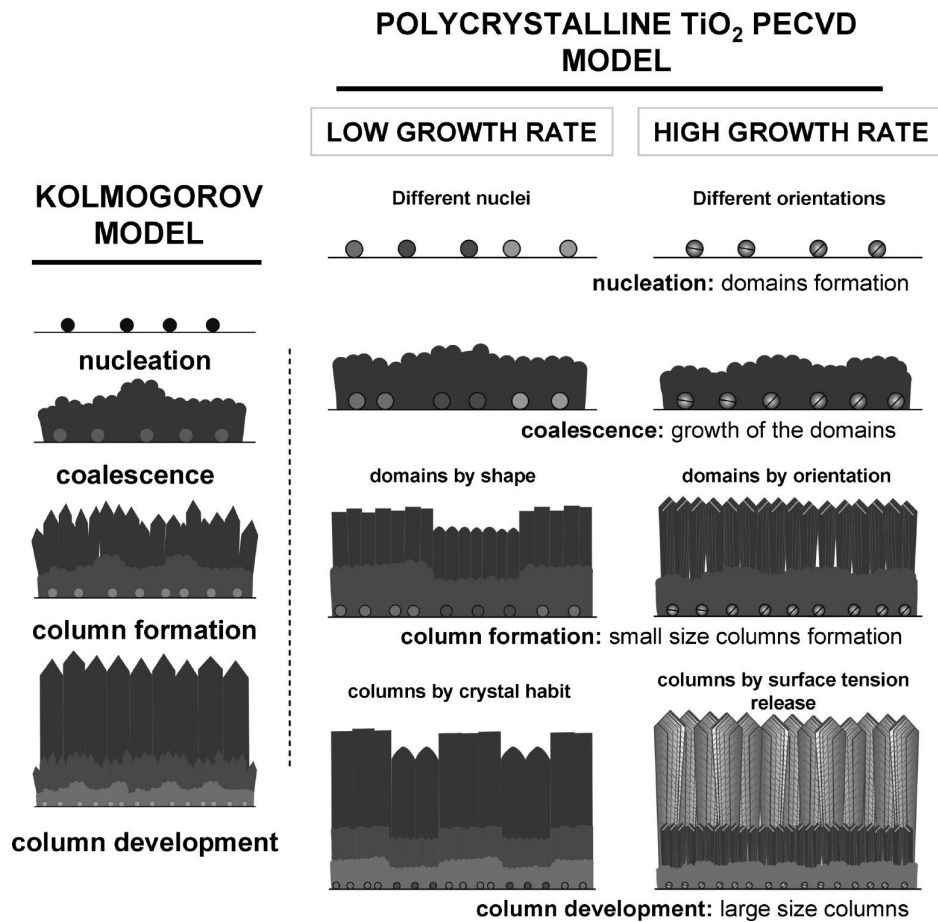 POLYCRYSTALLINE TiO₂ PECVD
MODEL
LOW GROWTH RATE
HIGH GROWTH RATE
KOLMOGOROV
MODEL
Different nuclei
Different orientations
nucleation: domains formation
nucleation
coalescence: growth of the domains
coalescence
domains by shape
domains by orientation
column formation
column formation: small size columns formation
columns by crystal habit
columns by surface tension
release
column development
column development: large size columns